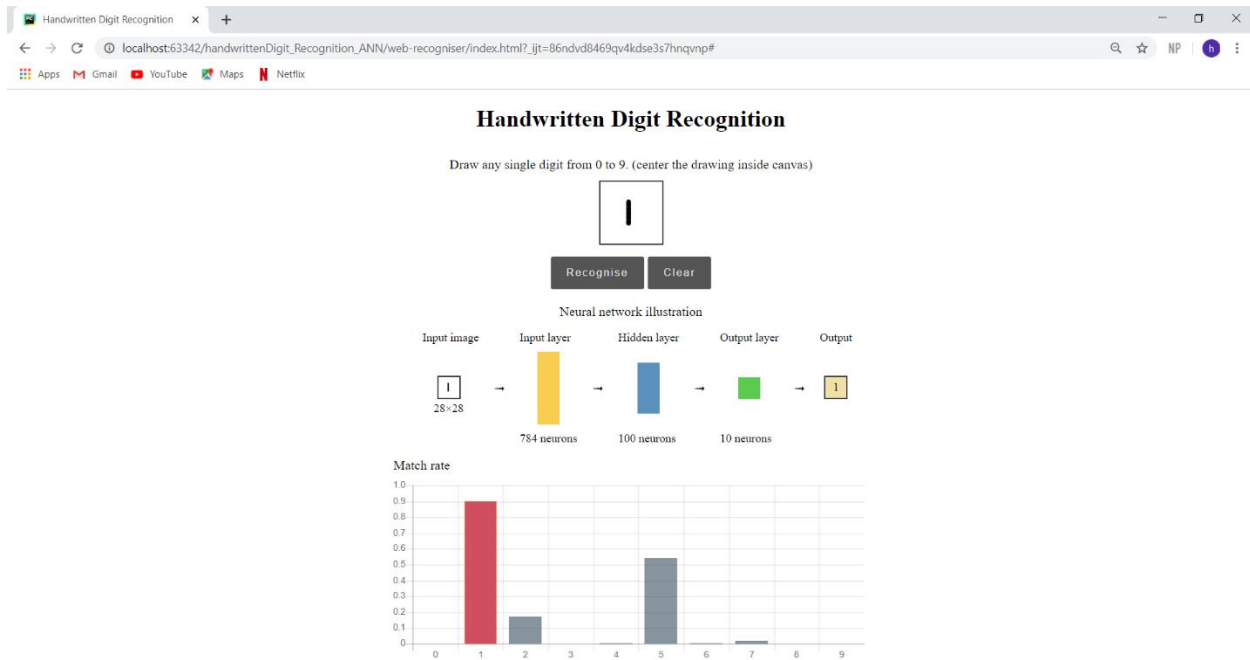 Handwritten Digit Recognition × +
localhost:63342/handwrittenDigit_Recognition_ANN/web-recogniser/index.html?_ijt=86ndvd8469qv4kdse3s7hnqvnp# NP h
Apps Gmail YouTube Maps Netflix
Handwritten Digit Recognition
Draw any single digit from 0 to 9. (center the drawing inside canvas)
1
Recognise Clear
Neural network illustration
Input image Input layer Hidden layer Output layer Output
1 → → → → 1
28×28
784 neurons 100 neurons 10 neurons
Match rate
1.0
0.9
0.8
0.7
0.6
0.5
0.4
0.3
0.2
0.1
0
0 1 2 3 4 5 6 7 8 9